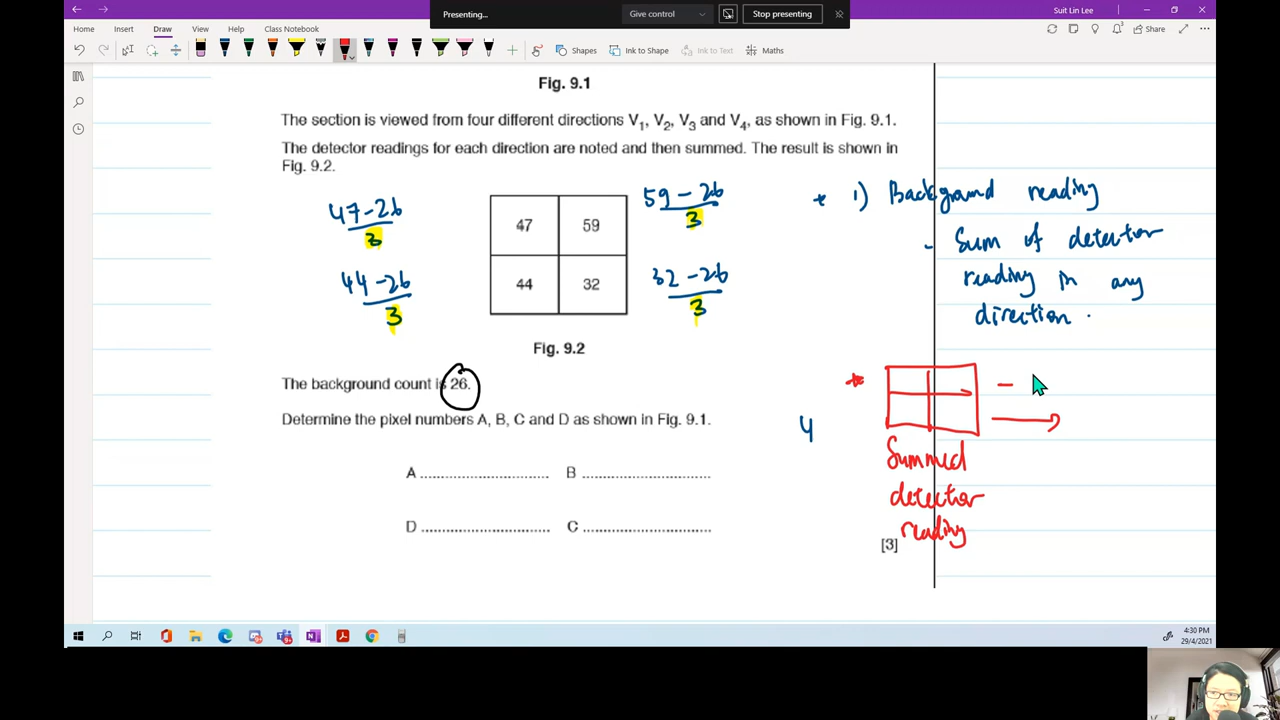 Presenting...
Give control
Stop presenting
Suit Lin Lee
Home
Insert
Draw
View
Help
Class Notebook
Share
Shapes
Ink to Shape
Ink to Text
Maths
Fig. 9.1
The section is viewed from four different directions V1, V2, V3 and V4, as shown in Fig. 9.1.
The detector readings for each direction are noted and then summed. The result is shown in
Fig. 9.2.
47 - 26
3
47
59
59 - 26
3
44 - 26
3
44
32
32 - 26
3
Fig. 9.2
* 1) Background reading
- Sum of detector
reading in any
direction .
The background count is 26.
Determine the pixel numbers A, B, C and D as shown in Fig. 9.1.
A ................................
B ................................
D ................................
C ................................
[3]
4
* -
Summed
detector
reading
4:30 PM
29/4/2021